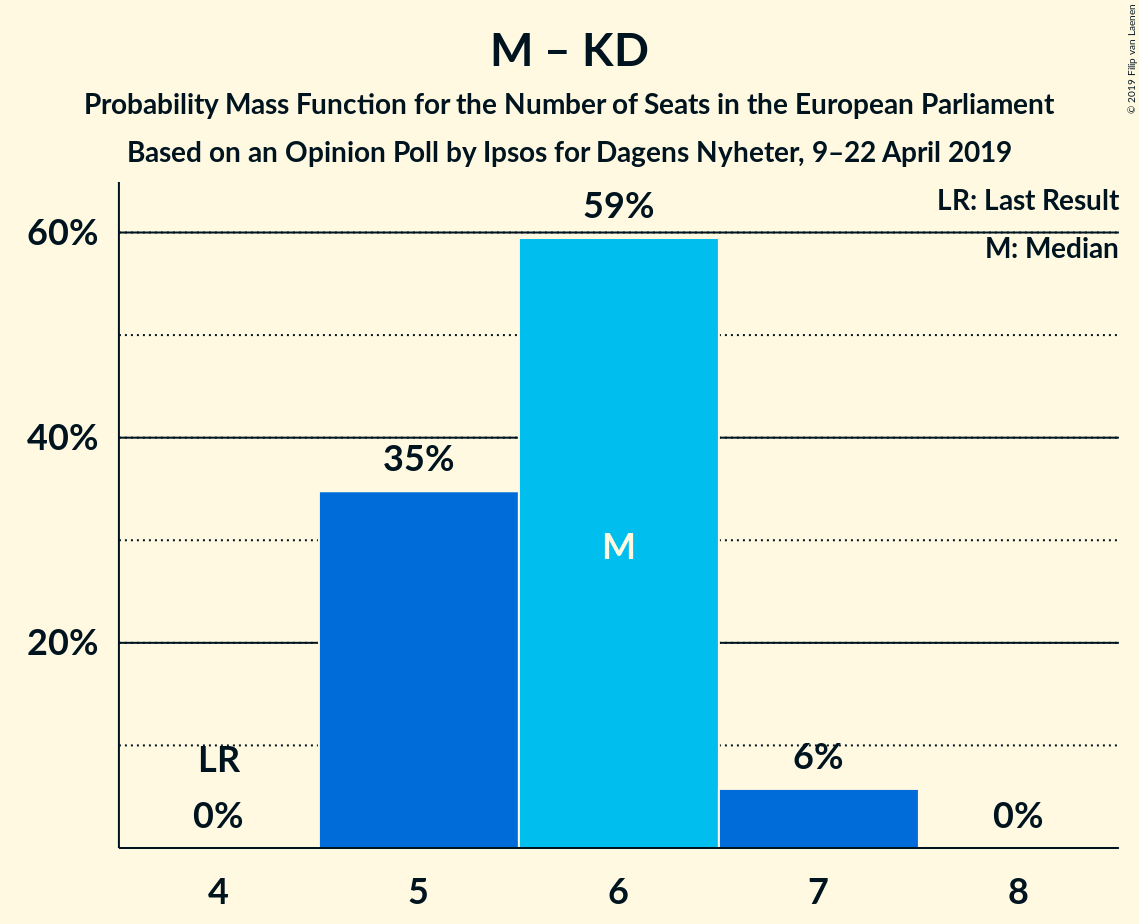 M – KD
Probability Mass Function for the Number of Seats in the European Parliament
Based on an Opinion Poll by Ipsos for Dagens Nyheter, 9–22 April 2019
© 2019 Filip van Laenen
LR: Last Result
M: Median
60%
40%
20%
LR
0%
35%
59%
M
6%
0%
4 5 6 7 8